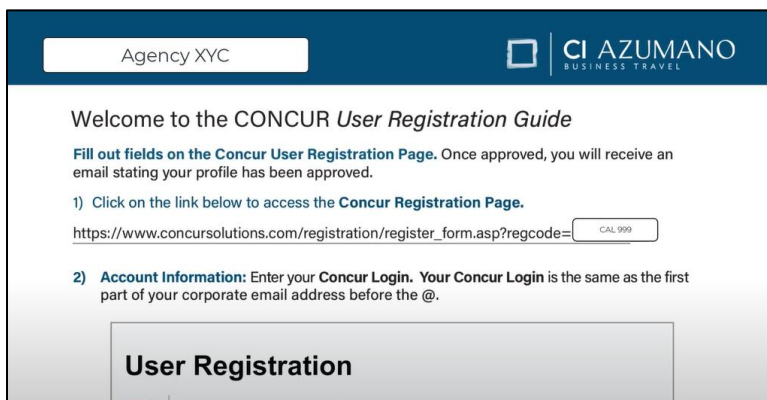 Agency XYC
CI AZUMANO
BUSINESS TRAVEL
Welcome to the CONCUR User Registration Guide
Fill out fields on the Concur User Registration Page. Once approved, you will receive an
email stating your profile has been approved.
1) Click on the link below to access the Concur Registration Page.
https://www.concursolutions.com/registration/register_form.asp?regcode= CAL 999
2) Account Information: Enter your Concur Login. Your Concur Login is the same as the first
part of your corporate email address before the @.
User Registration